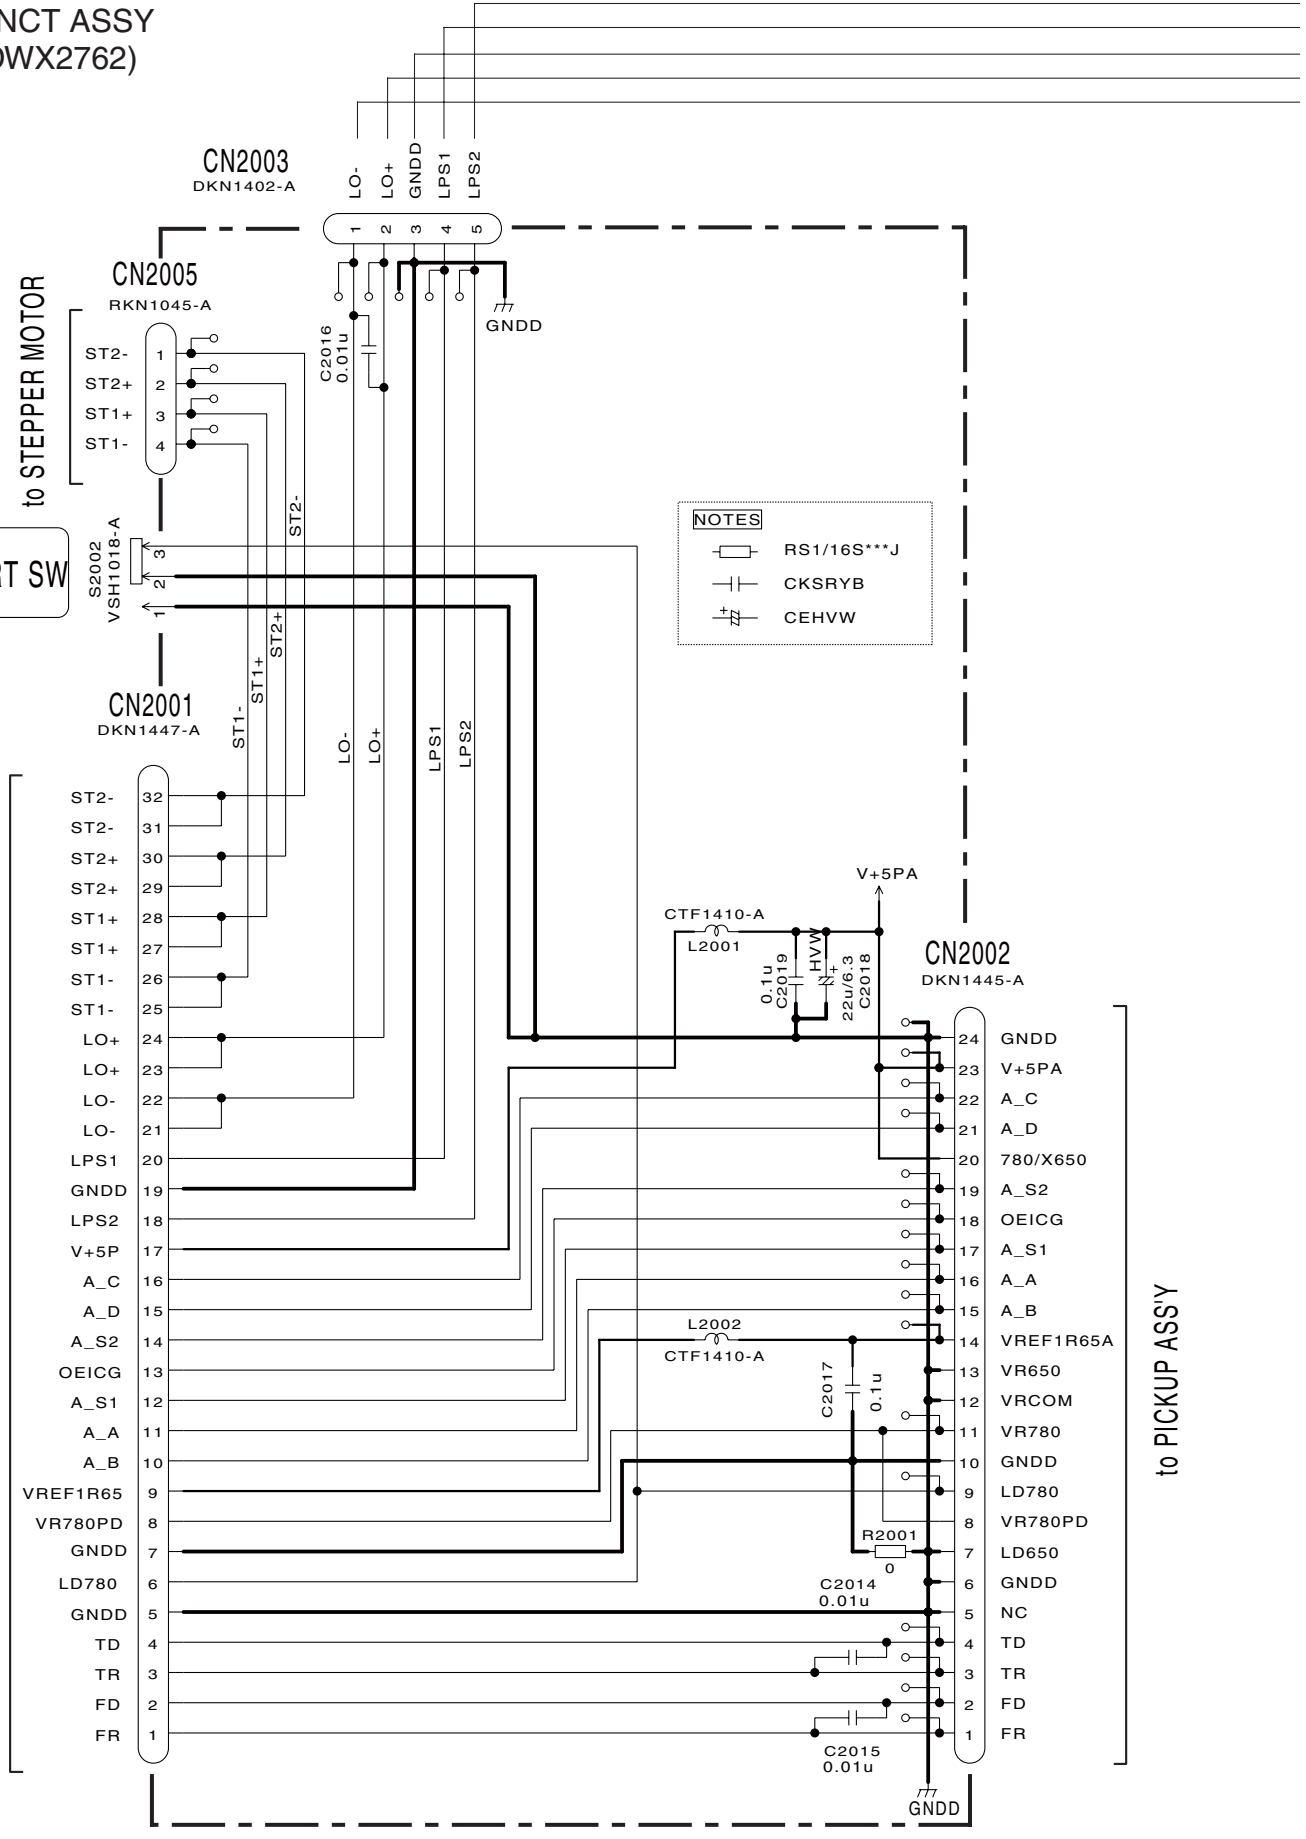 NCT ASSY
WX2762)
CN2003
DKN1402-A
LO-
LO+
GNDD
LPS1
LPS2
1
2
3
4
5
GNDD
C2016
0.01u
CN2005
RKN1045-A
to STEPPER MOTOR
ST2- 1
ST2+ 2
ST1+ 3
ST1- 4
S2002
VSH1018-A
3
2
1
T SW
ST2-
ST2+
ST1+
ST1-
LO-
LO+
LPS1
LPS2
NOTES
RS1/16S***J
CKSRYB
+ CEHVW
CN2001
DKN1447-A
ST2- 32
ST2- 31
ST2+ 30
ST2+ 29
ST1+ 28
ST1+ 27
ST1- 26
ST1- 25
LO+ 24
LO+ 23
LO- 22
LO- 21
LPS1 20
GNDD 19
LPS2 18
V+5P 17
A_C 16
A_D 15
A_S2 14
OEICG 13
A_S1 12
A_A 11
A_B 10
VREF1R65 9
VR780PD 8
GNDD 7
LD780 6
GNDD 5
TD 4
TR 3
FD 2
FR 1
V+5PA
CTF1410-A
L2001
0.1u
C2019
HVW
+
22u/6.3
C2018
L2002
CTF1410-A
C2017
0.1u
R2001
0
C2014
0.01u
C2015
0.01u
CN2002
DKN1445-A
24 GNDD
23 V+5PA
22 A_C
21 A_D
20 780/X650
19 A_S2
18 OEICG
17 A_S1
16 A_A
15 A_B
14 VREF1R65A
13 VR650
12 VRCOM
11 VR780
10 GNDD
9 LD780
8 VR780PD
7 LD650
6 GNDD
5 NC
4 TD
3 TR
2 FD
1 FR
GNDD
to PICKUP ASS'Y